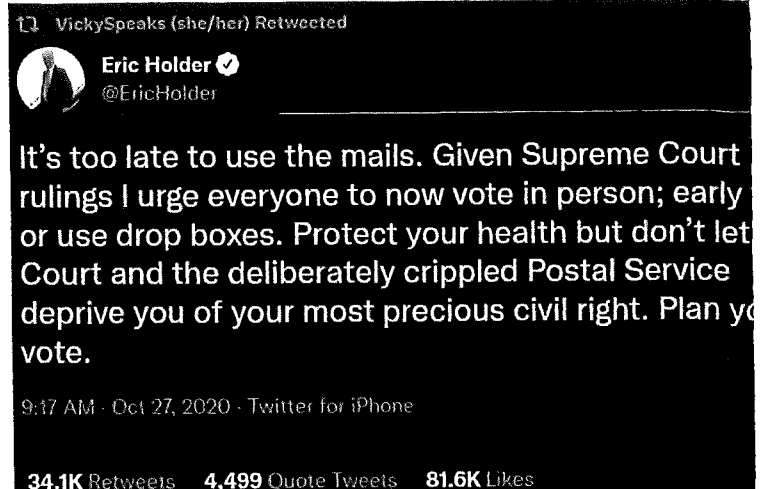 VickySpeaks (she/her) Retweeted
Eric Holder
@EricHolder
It's too late to use the mails. Given Supreme Court
rulings I urge everyone to now vote in person; early
or use drop boxes. Protect your health but don't let
Court and the deliberately crippled Postal Service
deprive you of your most precious civil right. Plan yo
vote.
9:17 AM · Oct 27, 2020 · Twitter for iPhone
34.1K Retweets 4,499 Quote Tweets 81.6K Likes